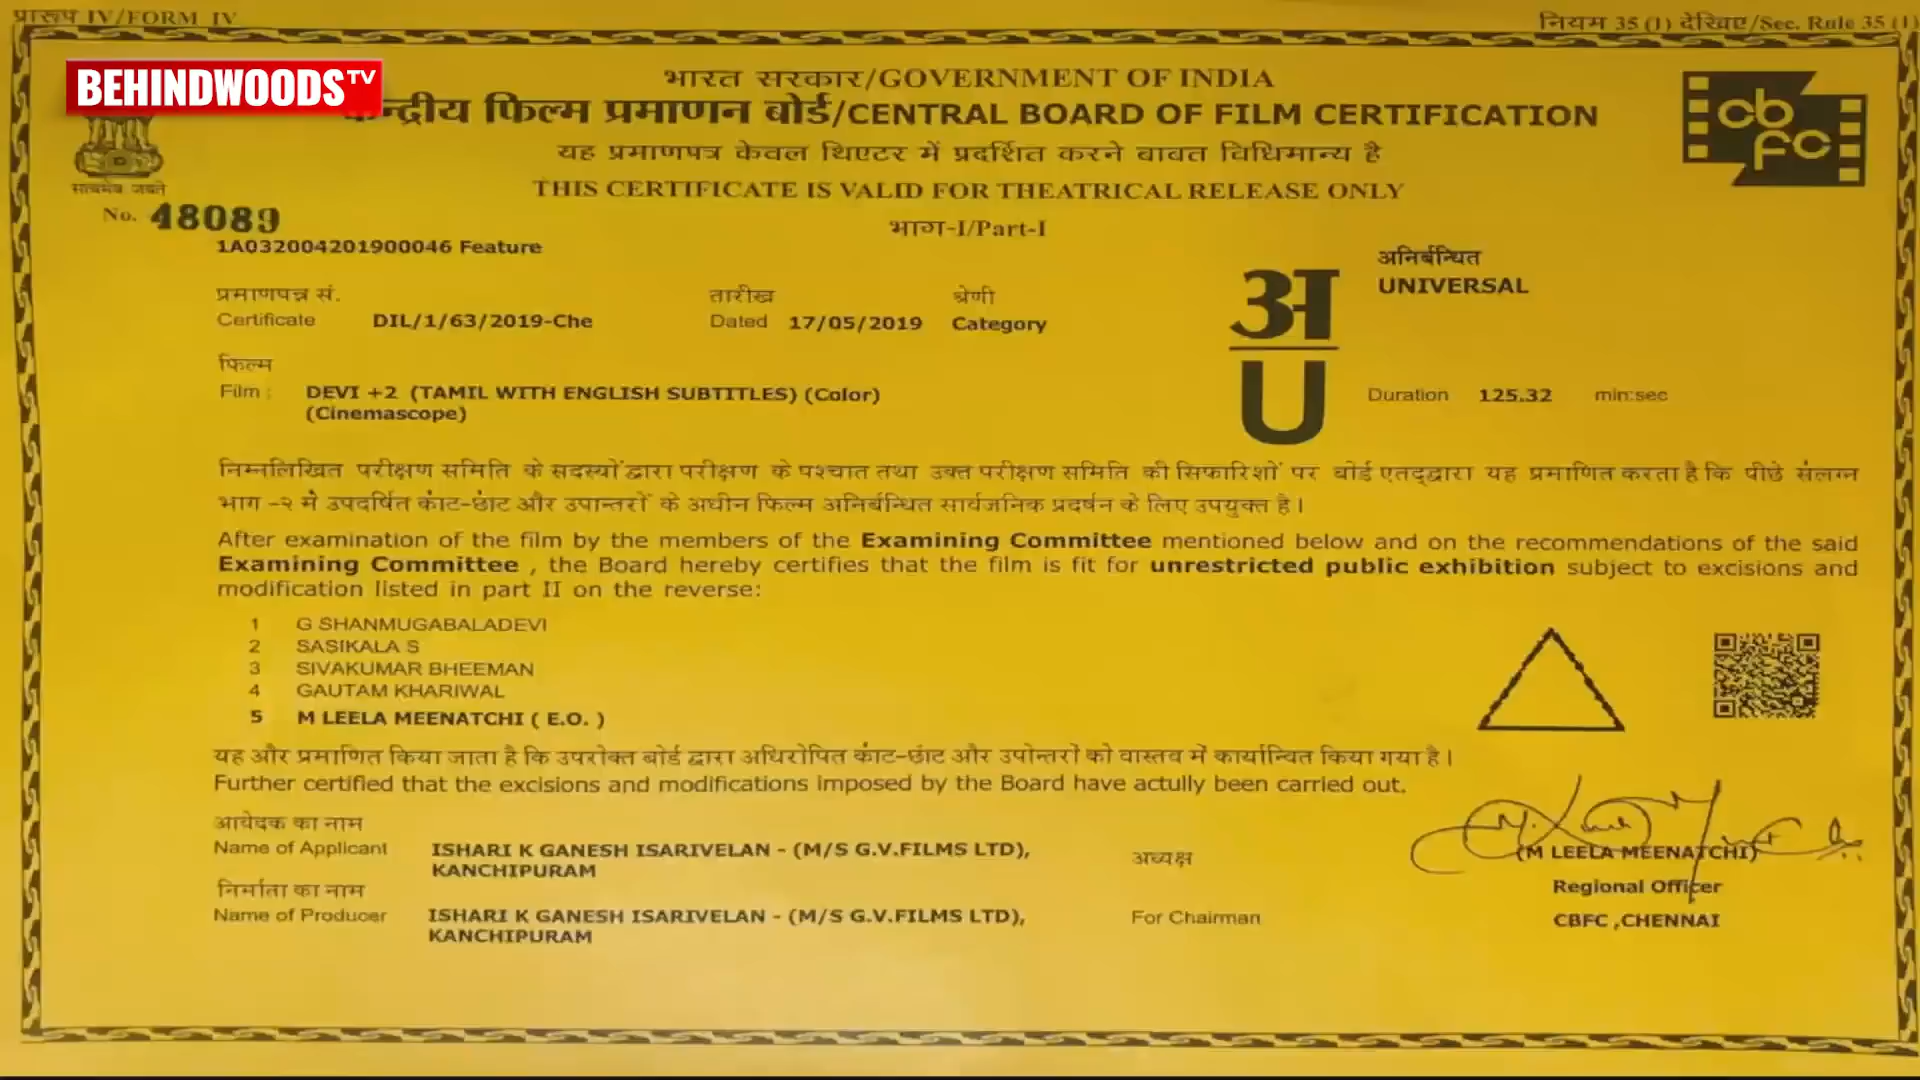 प्रारूप IV/FORM IV
नियम 35 (1) देखिए/Sec. Rule 35 (1)
BEHINDWOODS TV
भारत सरकार/GOVERNMENT OF INDIA
केन्द्रीय फिल्म प्रमाणन बोर्ड/CENTRAL BOARD OF FILM CERTIFICATION
cbfc
यह प्रमाणपत्र केवल थिएटर में प्रदर्शित करने बावत विधिमान्य है
सत्यमेव जयते
THIS CERTIFICATE IS VALID FOR THEATRICAL RELEASE ONLY
No. 48089
भाग-I/Part-I
1A032004201900046 Feature
अनिर्बन्धित
UNIVERSAL
प्रमाणपत्र सं. तारीख श्रेणी
Certificate DIL/1/63/2019-Che Dated 17/05/2019 Category
अ
U
फिल्म
Film : DEVI +2 (TAMIL WITH ENGLISH SUBTITLES) (Color)
(Cinemascope)
Duration 125.32 min:sec
निम्नलिखित परीक्षण समिति के सदस्यों द्वारा परीक्षण के पश्चात तथा उक्त परीक्षण समिति की सिफारिशों पर बोर्ड एतद्द्वारा यह प्रमाणित करता है कि पीछे संलग्न
भाग -२ में उपदर्षित कांट-छांट और उपान्तरों के अधीन फिल्म अनिर्बन्धित सार्वजनिक प्रदर्षन के लिए उपयुक्त है।
After examination of the film by the members of the Examining Committee mentioned below and on the recommendations of the said
Examining Committee , the Board hereby certifies that the film is fit for unrestricted public exhibition subject to excisions and
modification listed in part II on the reverse:
1 G SHANMUGABALADEVI
2 SASIKALA S
3 SIVAKUMAR BHEEMAN
4 GAUTAM KHARIWAL
5 M LEELA MEENATCHI ( E.O. )
यह और प्रमाणित किया जाता है कि उपरोक्त बोर्ड द्वारा अधिरोपित कांट-छांट और उपोन्तरों को वास्तव में कार्यान्वित किया गया है।
Further certified that the excisions and modifications imposed by the Board have actully been carried out.
आवेदक का नाम
Name of Applicant ISHARI K GANESH ISARIVELAN - (M/S G.V.FILMS LTD),
KANCHIPURAM
अध्यक्ष
(M LEELA MEENATCHI)
निर्माता का नाम
Regional Officer
Name of Producer ISHARI K GANESH ISARIVELAN - (M/S G.V.FILMS LTD),
KANCHIPURAM
For Chairman
CBFC ,CHENNAI